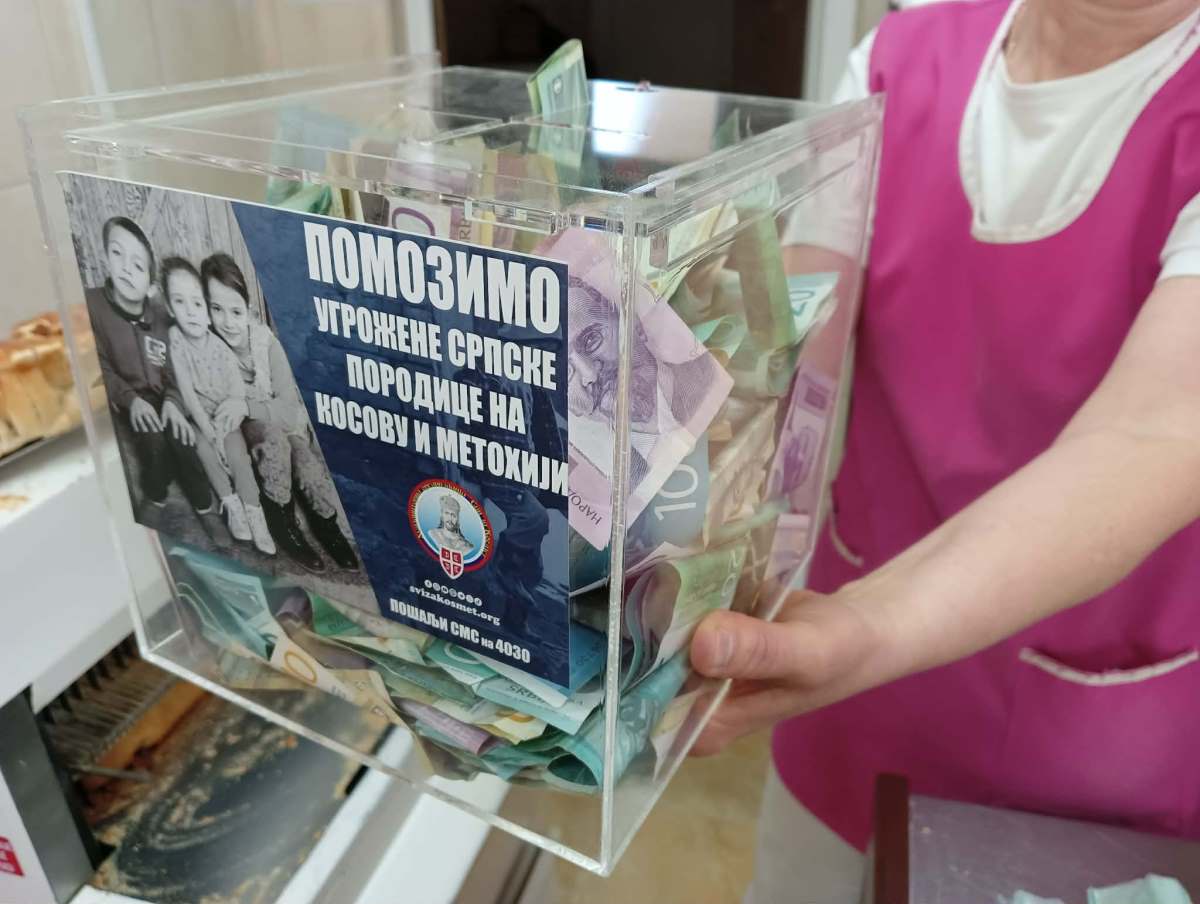 ПОМОЗИМО
УГРОЖЕНЕ СРПСКЕ
ПОРОДИЦЕ НА
КОСОВУ И МЕТОХИЈИ
svizakosmet.org
ПОШАЉИ СМС на 4030